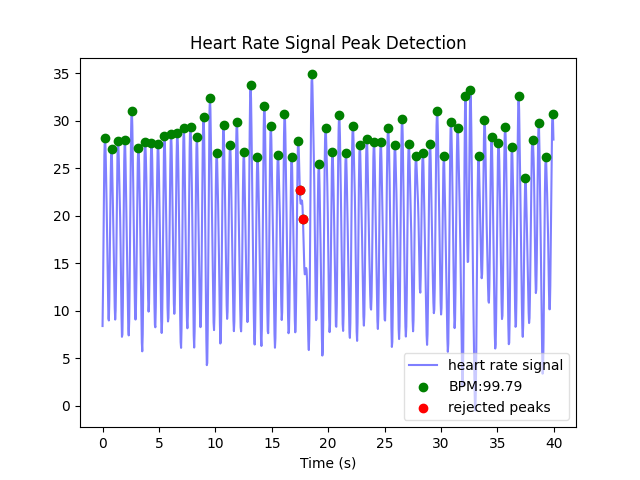 Heart Rate Signal Peak Detection
35
30
25
20
15
10
5
0
heart rate signal
BPM:99.79
rejected peaks
0 5 10 15 20 25 30 35 40
Time (s)